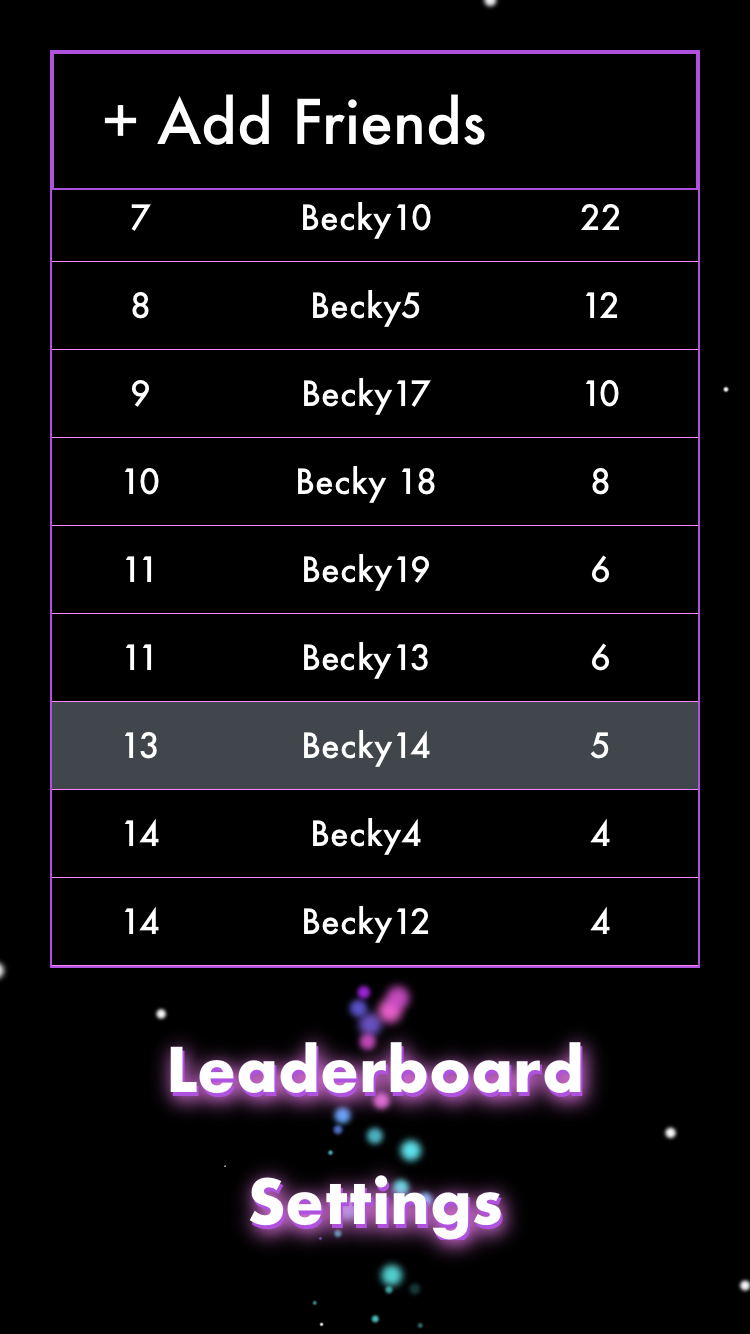 + Add Friends
7 Becky10 22
8 Becky5 12
9 Becky17 10
10 Becky 18 8
11 Becky19 6
11 Becky13 6
13 Becky14 5
14 Becky4 4
14 Becky12 4
Leaderboard
Settings